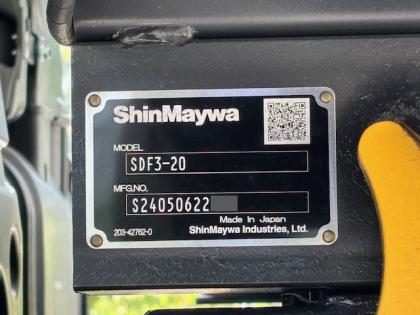 ShinMaywa
MODEL
SDF3-20
MFG.NO.
S24050622
Made in Japan
203-42762-0 ShinMaywa Industries, Ltd.